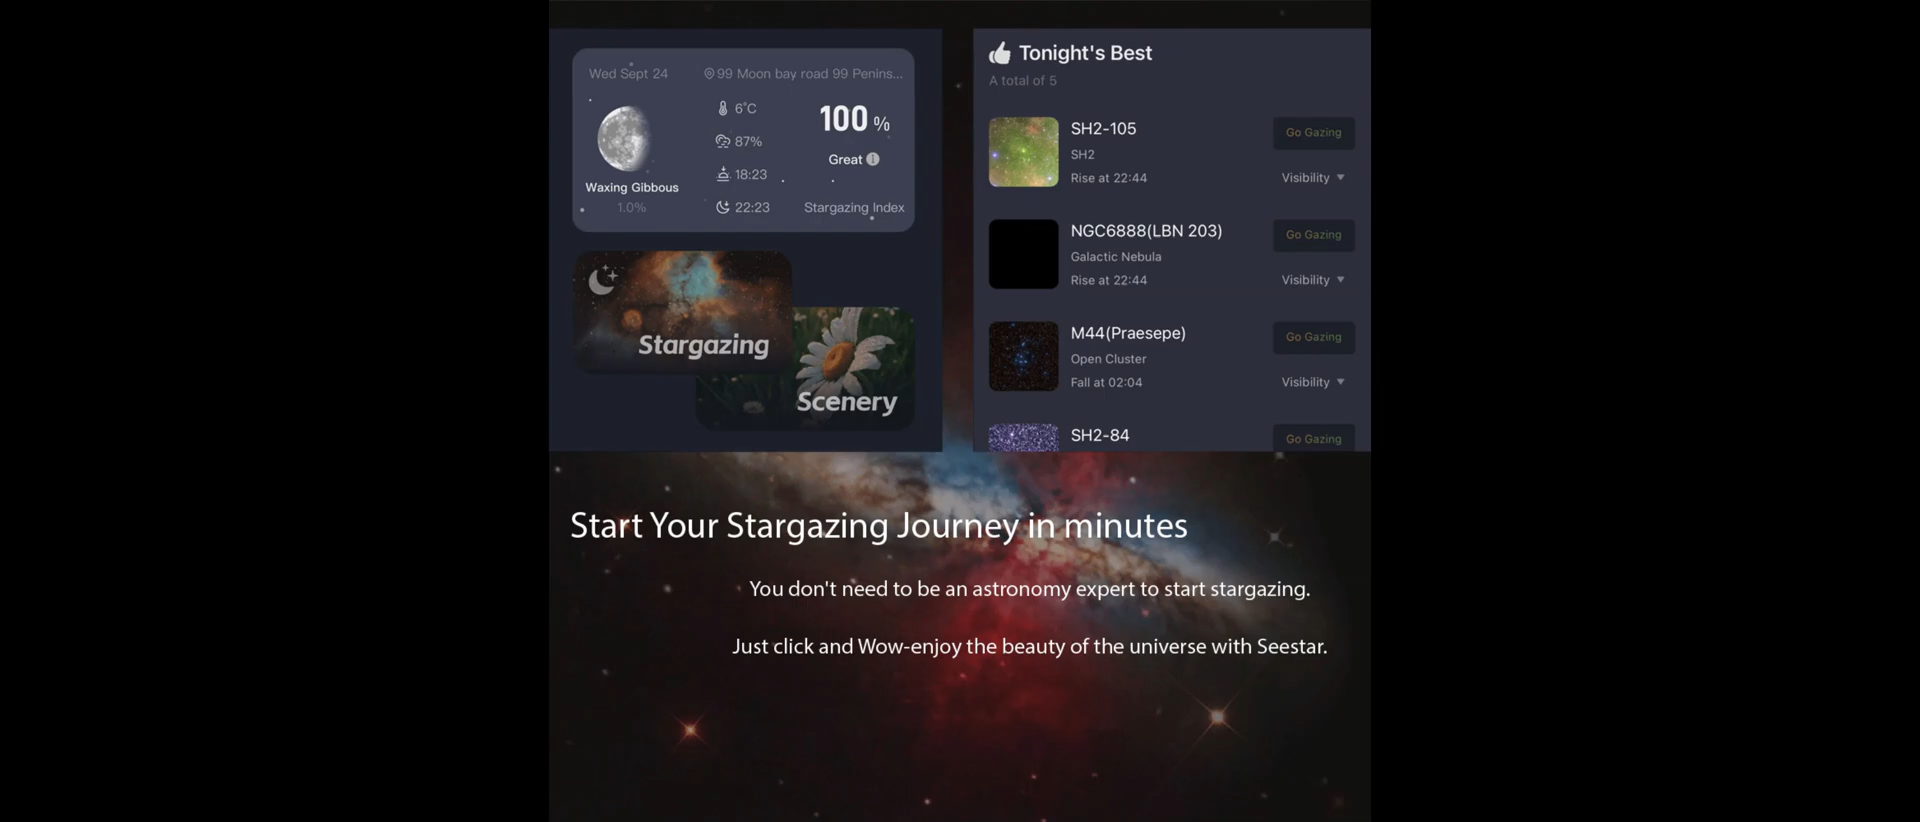 Wed Sept 24
99 Moon bay road 99 Penins...
6°C
100 %
87%
Great
18:23
Waxing Gibbous
1.0%
22:23
Stargazing Index
Stargazing
Scenery
Tonight's Best
A total of 5
SH2-105
Go Gazing
SH2
Rise at 22:44
Visibility
NGC6888(LBN 203)
Go Gazing
Galactic Nebula
Rise at 22:44
Visibility
M44(Praesepe)
Go Gazing
Open Cluster
Fall at 02:04
Visibility
SH2-84
Go Gazing
Start Your Stargazing Journey in minutes
You don't need to be an astronomy expert to start stargazing.
Just click and Wow-enjoy the beauty of the universe with Seestar.